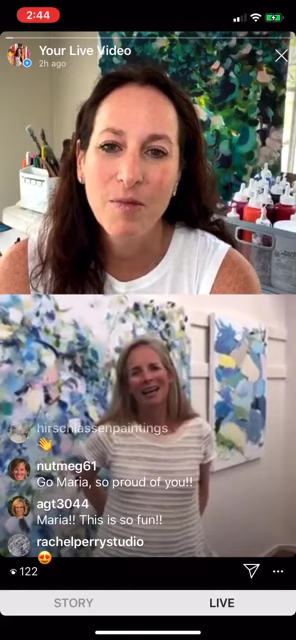 2:44
Your Live Video
2h ago
hirschlassenpaintings
👋
nutmeg61
Go Maria, so proud of you!!
agt3044
Maria!! This is so fun!!
rachelperrystudio
😍
122
STORY
LIVE